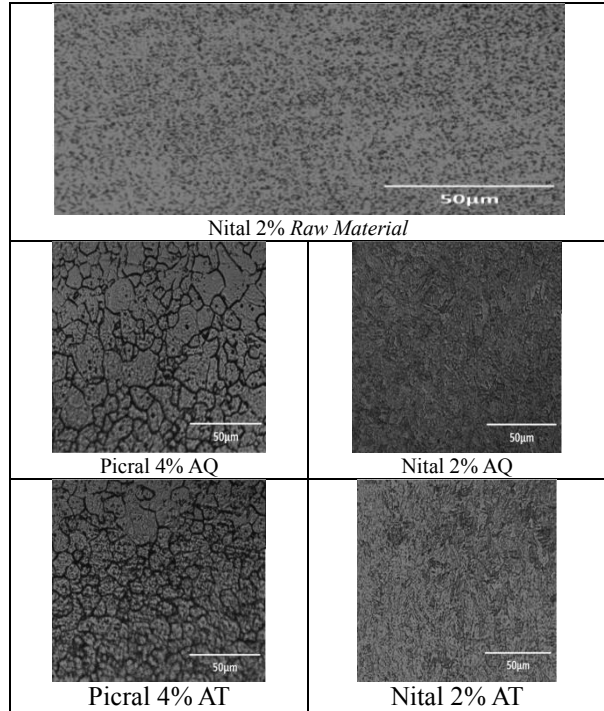 50µm
Nital 2% Raw Material
50µm
50µm
Picral 4% AQ
Nital 2% AQ
50µm
50µm
Picral 4% AT
Nital 2% AT